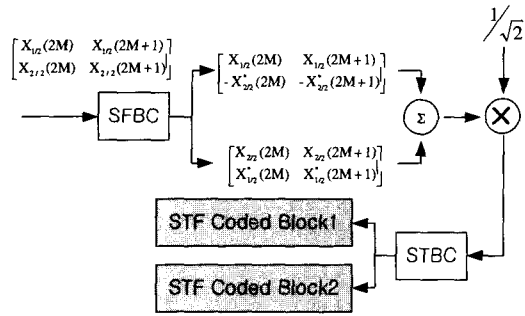 1/√2
X1/2(2M) X1/2(2M+1)
X2/2(2M) X2/2(2M+1)
X1/2(2M) X1/2(2M+1)
-X*2/2(2M) -X*2/2(2M+1)
SFBC
Σ
X2/2(2M) X2/2(2M+1)
X*1/2(2M) X*1/2(2M+1)
STF Coded Block1
STBC
STF Coded Block2